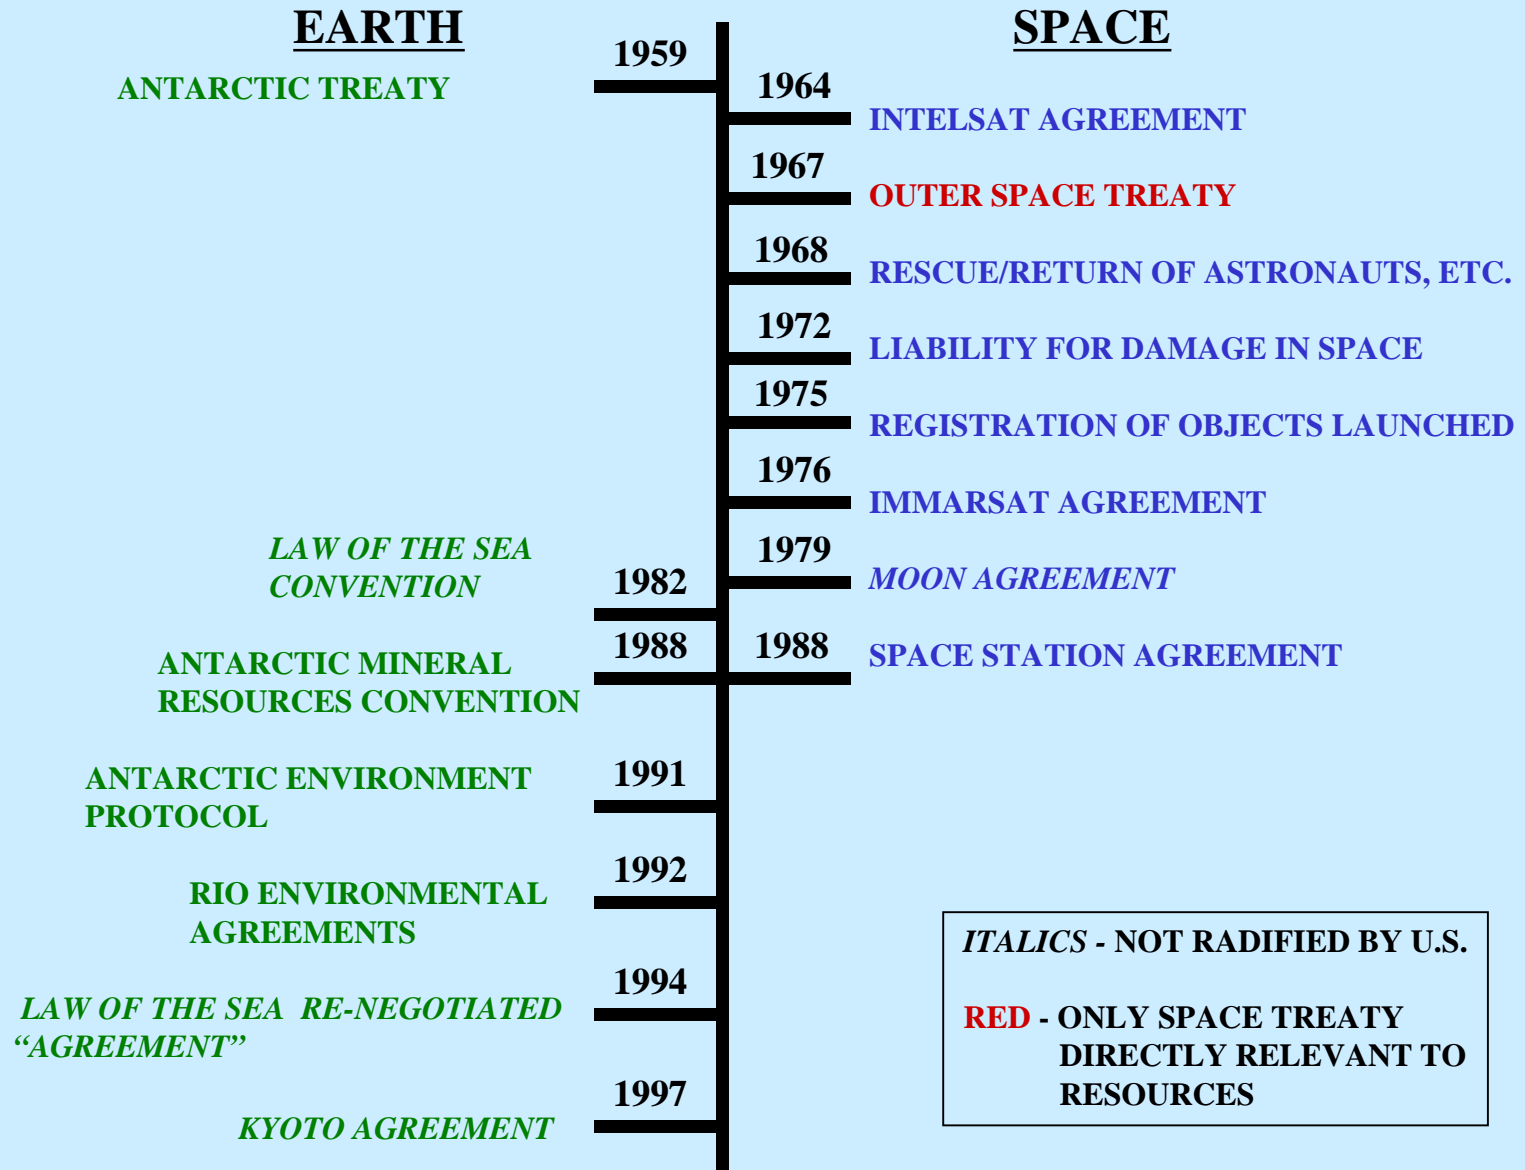 EARTH
SPACE
1959
ANTARCTIC TREATY
1964
INTELSAT AGREEMENT
1967
OUTER SPACE TREATY
1968
RESCUE/RETURN OF ASTRONAUTS, ETC.
1972
LIABILITY FOR DAMAGE IN SPACE
1975
REGISTRATION OF OBJECTS LAUNCHED
1976
IMMARSAT AGREEMENT
1979
MOON AGREEMENT
LAW OF THE SEA
CONVENTION
1982
1988
1988
SPACE STATION AGREEMENT
ANTARCTIC MINERAL
RESOURCES CONVENTION
1991
ANTARCTIC ENVIRONMENT
PROTOCOL
1992
RIO ENVIRONMENTAL
AGREEMENTS
1994
LAW OF THE SEA RE-NEGOTIATED
“AGREEMENT”
1997
KYOTO AGREEMENT
ITALICS - NOT RADIFIED BY U.S.
RED - ONLY SPACE TREATY
DIRECTLY RELEVANT TO
RESOURCES